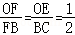 OF/FB = OE/BC = 1/2